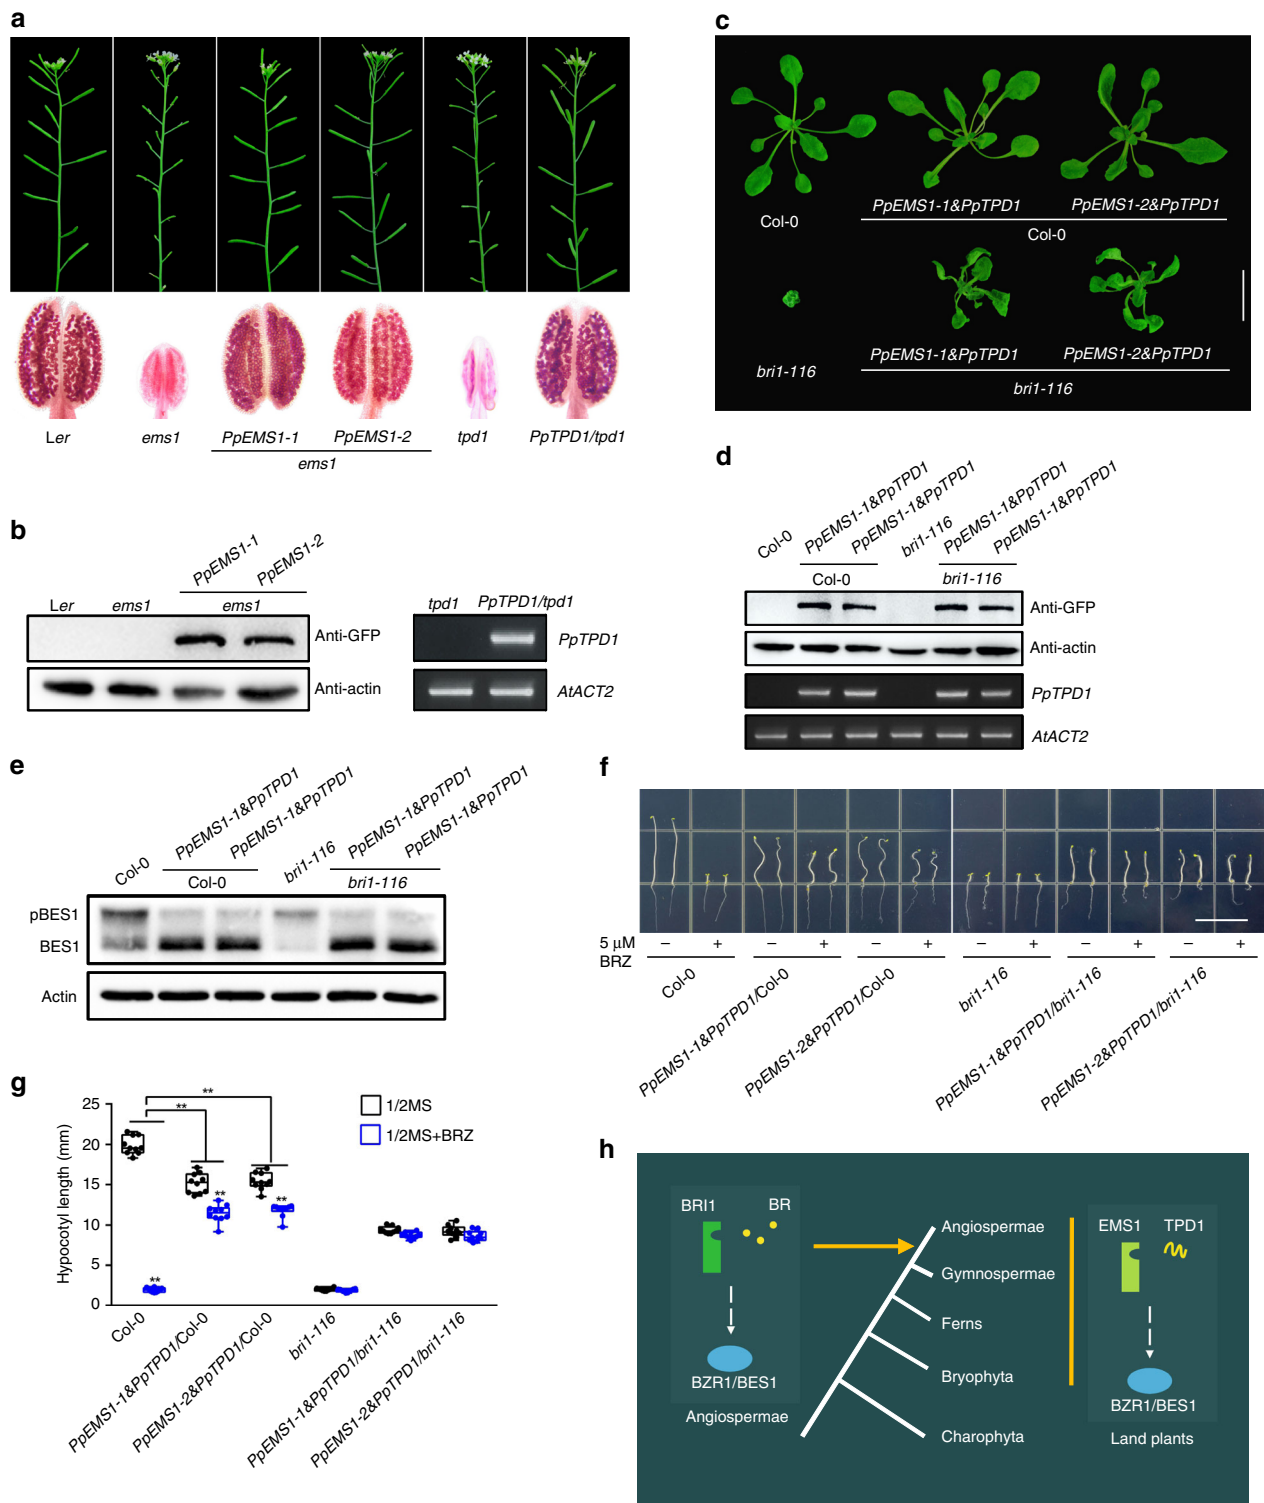 a
Ler
ems1
PpEMS1-1
PpEMS1-2
ems1
tpd1
PpTPD1/tpd1
b
PpEMS1-1
PpEMS1-2
Ler
ems1
ems1
Anti-GFP
Anti-actin
tpd1
PpTPD1/tpd1
PpTPD1
AtACT2
c
Col-0
PpEMS1-1&PpTPD1
PpEMS1-2&PpTPD1
Col-0
bri1-116
PpEMS1-1&PpTPD1
PpEMS1-2&PpTPD1
bri1-116
d
Col-0
PpEMS1-1&PpTPD1
PpEMS1-1&PpTPD1
bri1-116
PpEMS1-1&PpTPD1
PpEMS1-1&PpTPD1
Col-0
bri1-116
Anti-GFP
Anti-actin
PpTPD1
AtACT2
e
Col-0
PpEMS1-1&PpTPD1
PpEMS1-1&PpTPD1
bri1-116
PpEMS1-1&PpTPD1
PpEMS1-1&PpTPD1
Col-0
bri1-116
pBES1
BES1
Actin
f
5 μM
BRZ
– + – + – + – + – + – +
Col-0
PpEMS1-1&PpTPD1/Col-0
PpEMS1-2&PpTPD1/Col-0
bri1-116
PpEMS1-1&PpTPD1/bri1-116
PpEMS1-2&PpTPD1/bri1-116
g
Hypocotyl length (mm)
25
20
15
10
5
0
**
**
**
**
**
1/2MS
1/2MS+BRZ
Col-0
PpEMS1-1&PpTPD1/Col-0
PpEMS1-2&PpTPD1/Col-0
bri1-116
PpEMS1-1&PpTPD1/bri1-116
PpEMS1-2&PpTPD1/bri1-116
h
BRI1
BR
BZR1/BES1
Angiospermae
Angiospermae
Gymnospermae
Ferns
Bryophyta
Charophyta
EMS1
TPD1
BZR1/BES1
Land plants